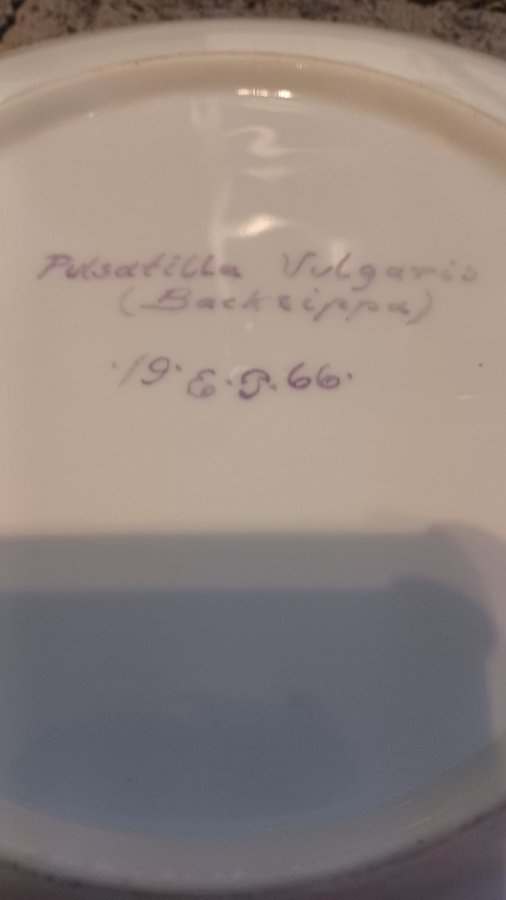 Pulsatilla Vulgaris
(Backsippa)
·19·E·P·66·